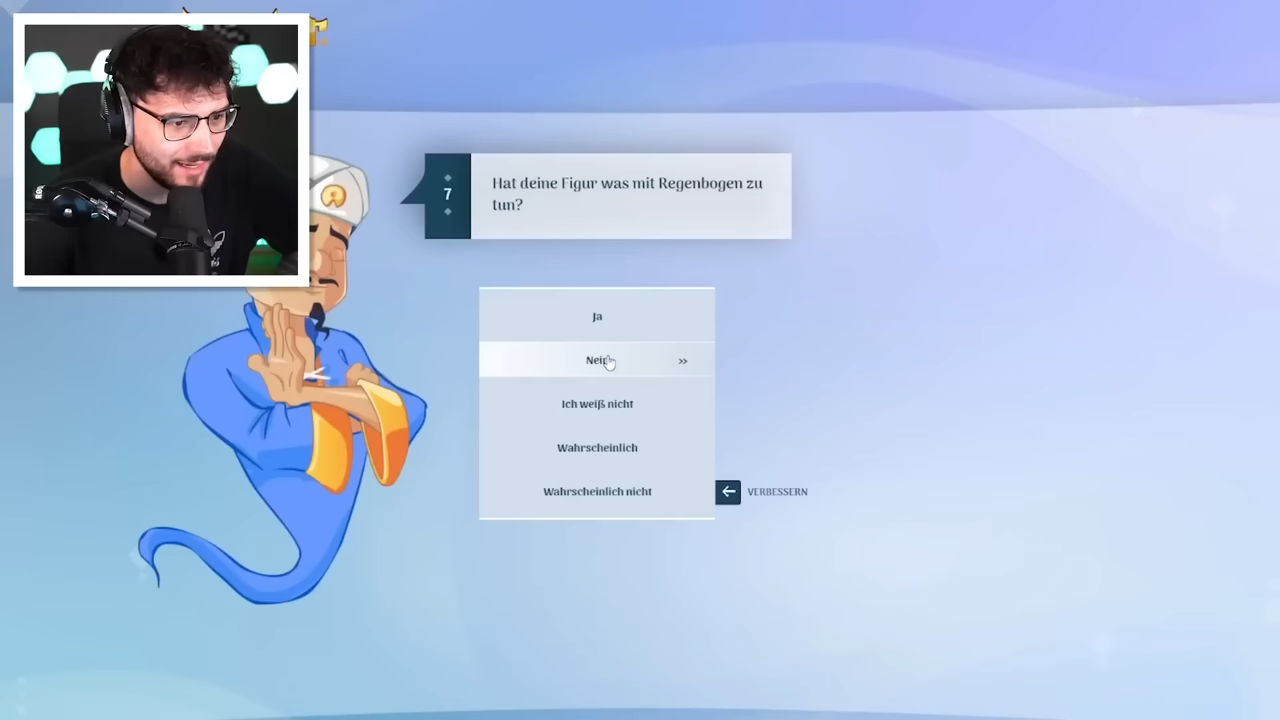 7
Hat deine Figur was mit Regenbogen zu
tun?
Ja
Nein
>>
Ich weiß nicht
Wahrscheinlich
Wahrscheinlich nicht
VERBESSERN